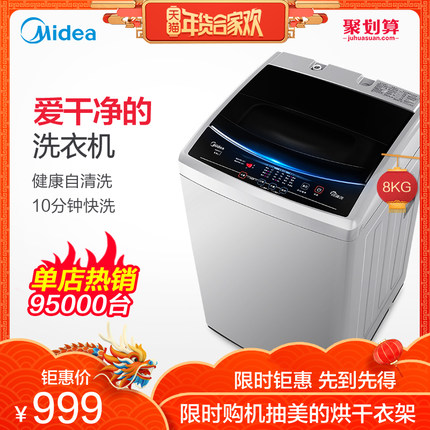 Midea
天猫 年货合家欢
聚划算
juhuasuan.com
爱干净的
洗衣机
健康自清洗
10分钟快洗
单店热销
95000台
Midea
8KG
钜惠价
¥999
限时钜惠 先到先得
限时购机抽美的烘干衣架